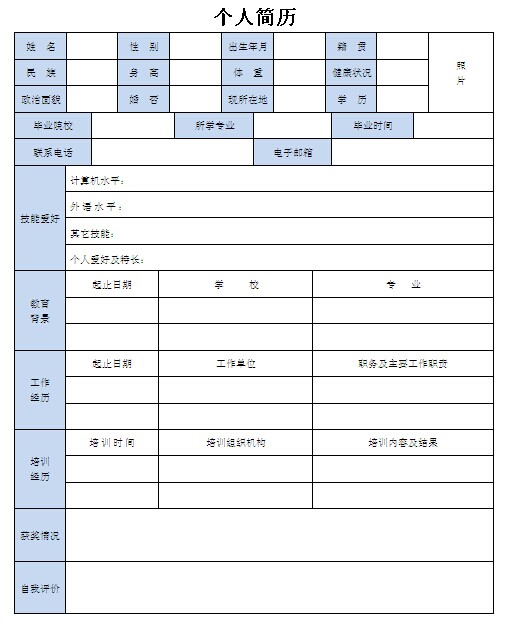 个人简历
姓 名 性 别 出生年月 籍 贯 照片
民 族 身 高 体 重 健康状况
政治面貌 婚 否 现所在地 学 历
毕业院校 所学专业 毕业时间
联系电话 电子邮箱
技能爱好
计算机水平：
外语水平：
其它技能：
个人爱好及特长：
教育背景
起止日期 学 校 专 业
工作经历
起止日期 工作单位 职务及主要工作职责
培训经历
培训时间 培训组织机构 培训内容及结果
获奖情况
自我评价